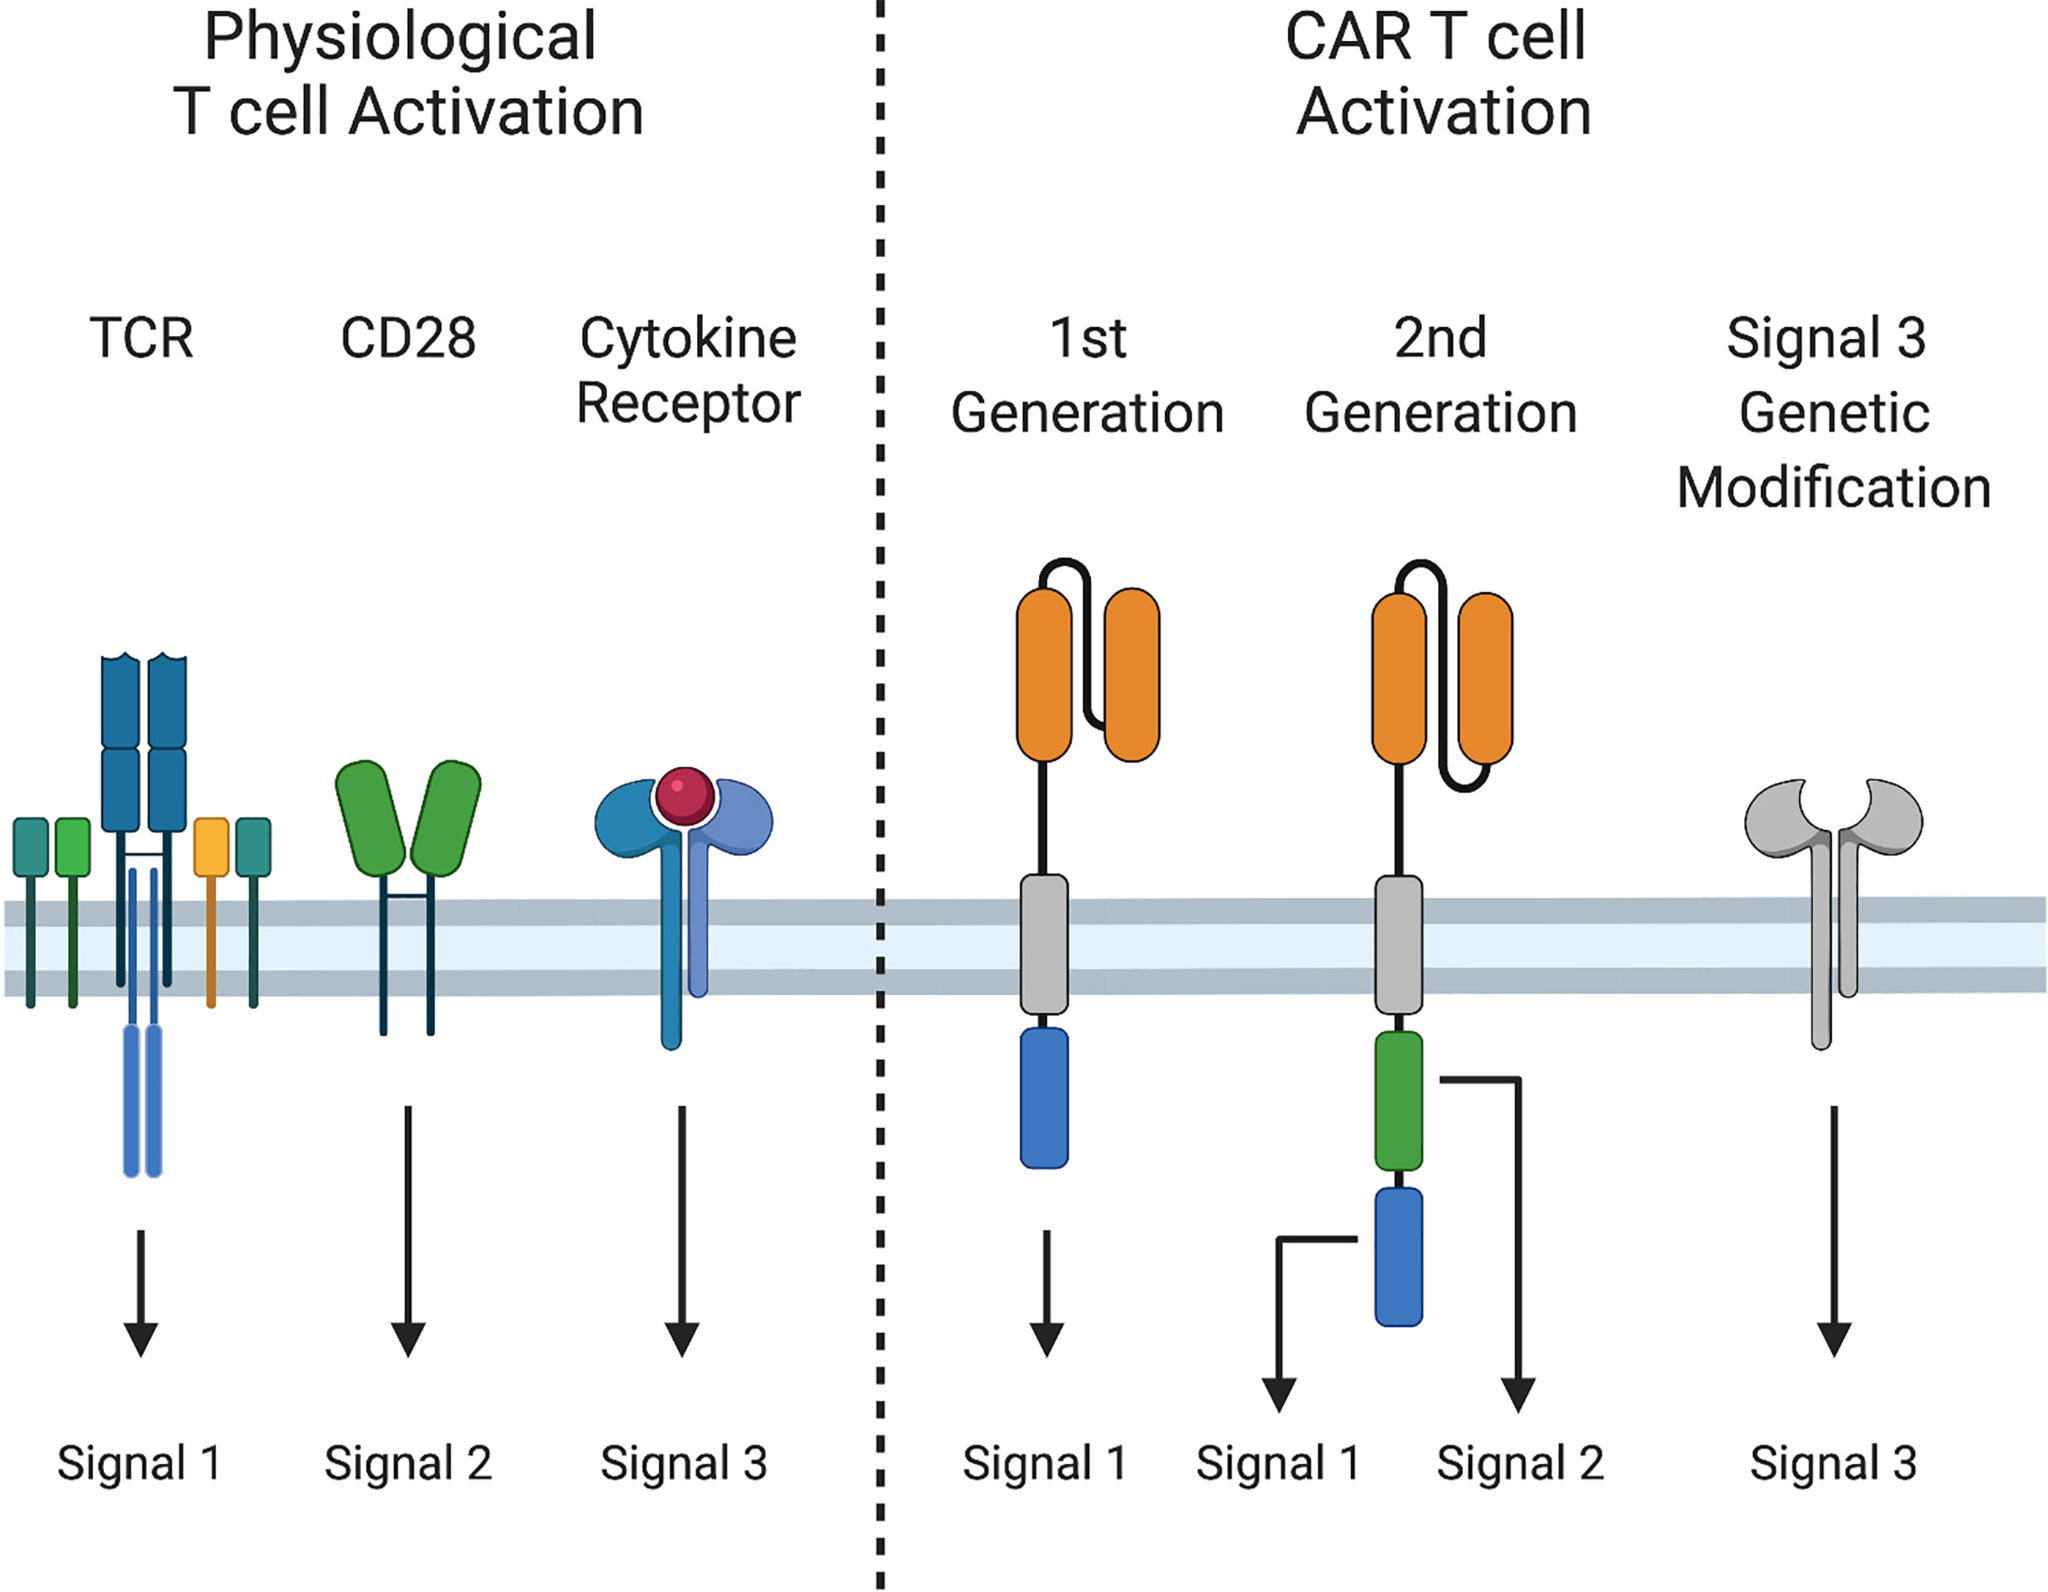 Physiological
T cell Activation
CAR T cell
Activation
TCR
CD28
Cytokine
Receptor
1st
Generation
2nd
Generation
Signal 3
Genetic
Modification
Signal 1
Signal 2
Signal 3
Signal 1
Signal 1
Signal 2
Signal 3